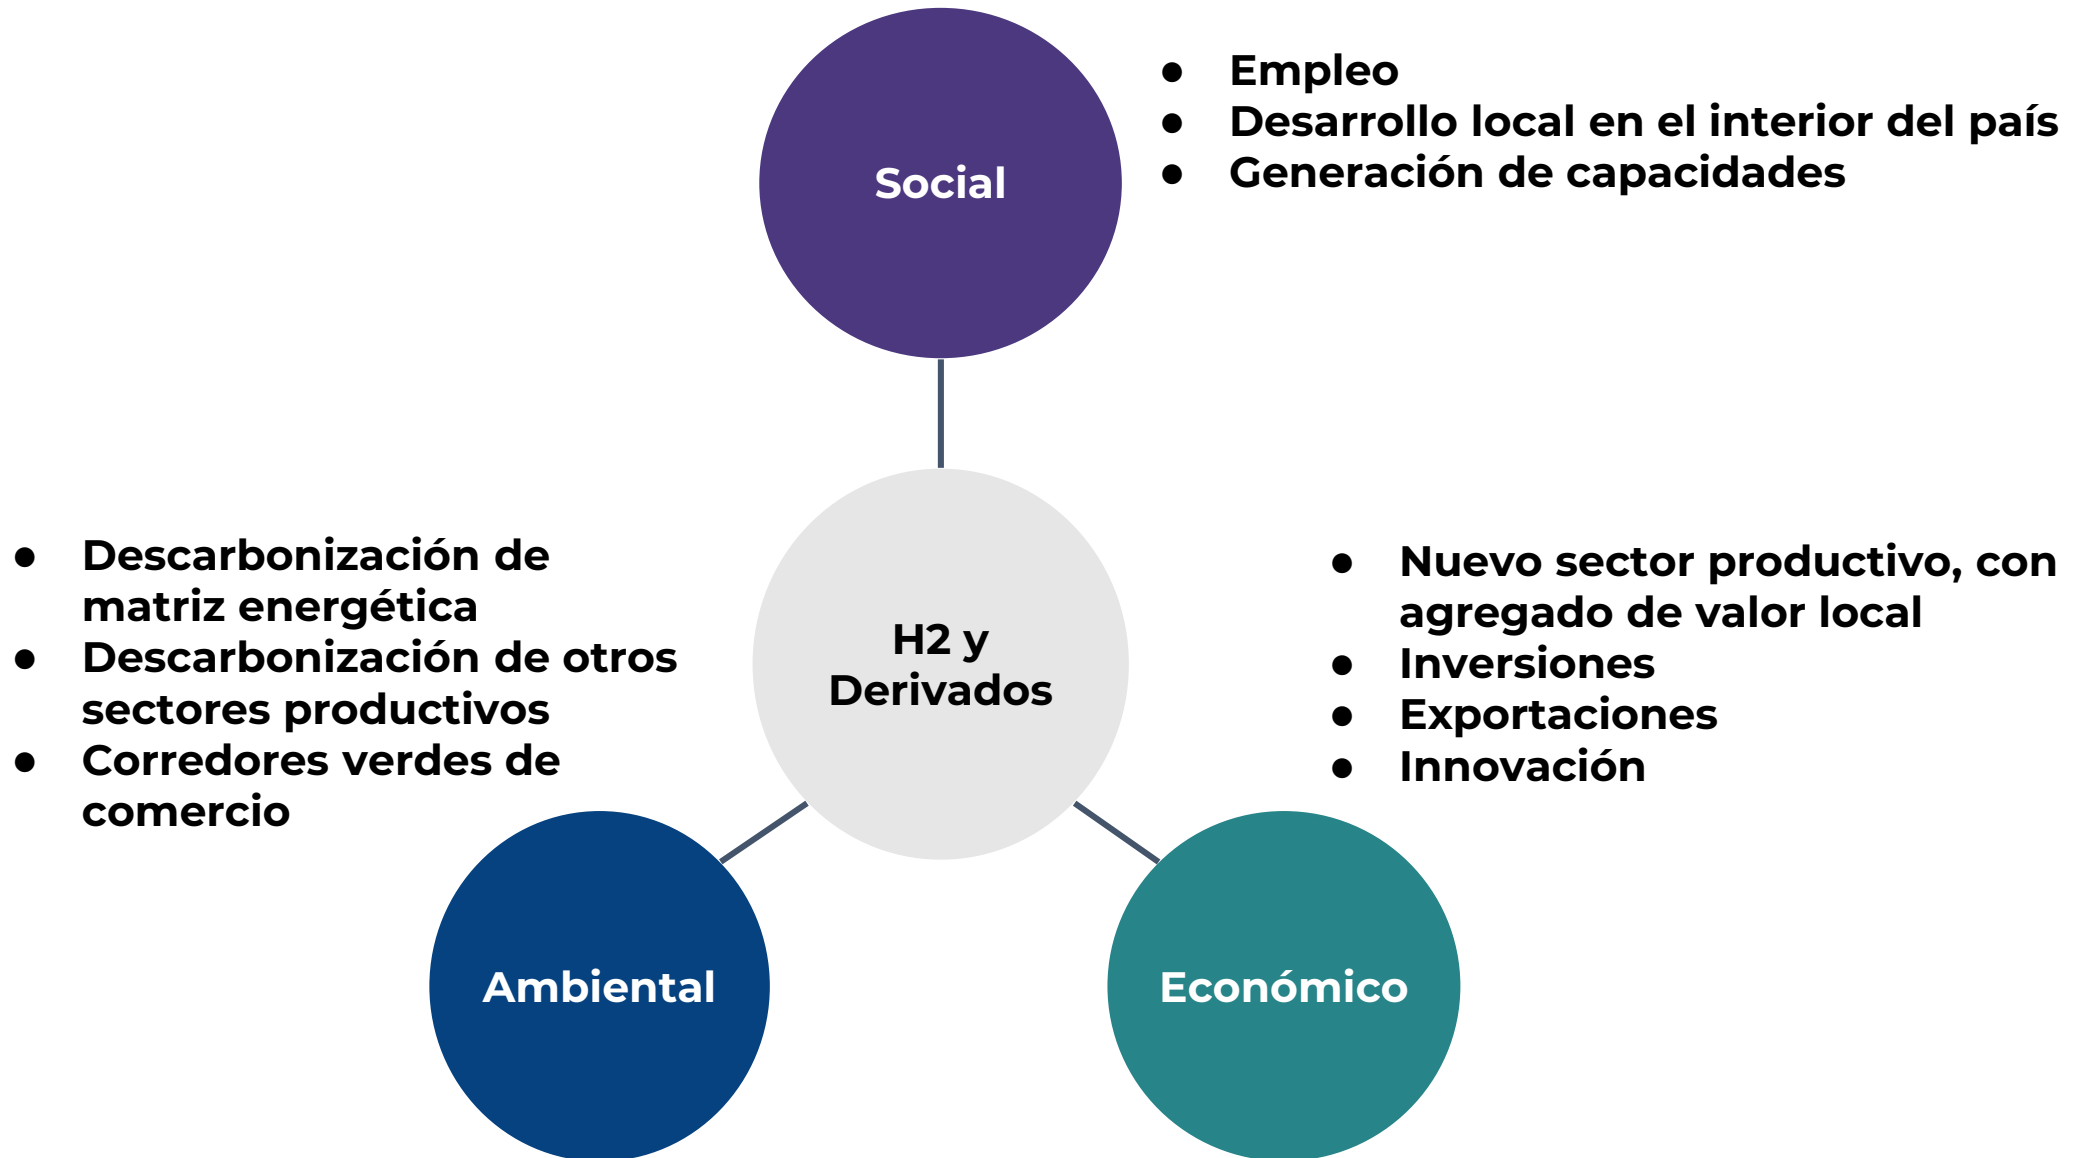 Social
● Empleo
● Desarrollo local en el interior del país
● Generación de capacidades
H2 y
Derivados
● Descarbonización de
matriz energética
● Descarbonización de otros
sectores productivos
● Corredores verdes de
comercio
● Nuevo sector productivo, con
agregado de valor local
● Inversiones
● Exportaciones
● Innovación
Ambiental
Económico